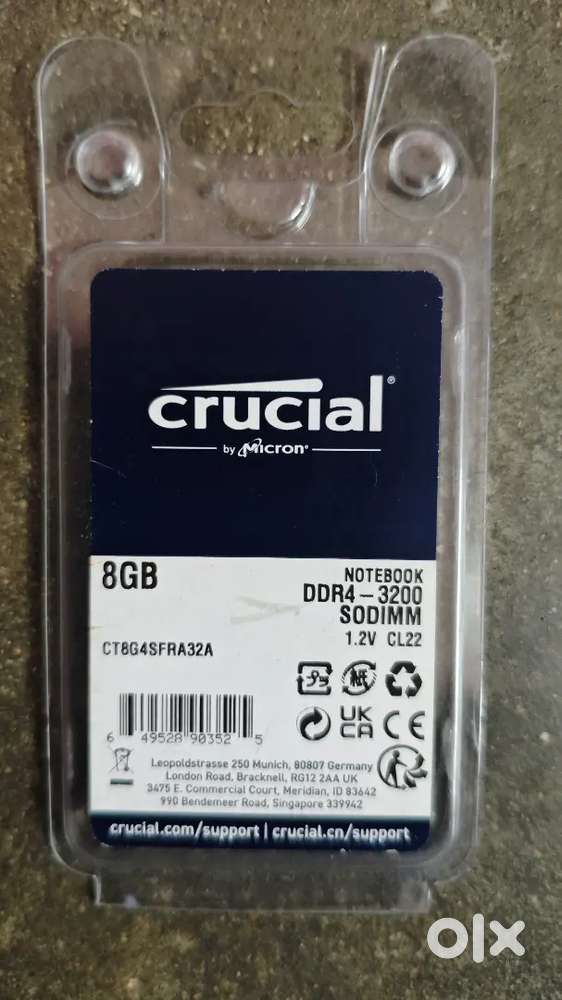 crucial®
by Micron®
8GB
NOTEBOOK
DDR4-3200
SODIMM
1.2V CL22
CT8G4SFRA32A
UK
CA
CE
6 49528 90352 5
Leopoldstrasse 250 Munich, 80807 Germany
London Road, Bracknell, RG12 2AA UK
3475 E. Commercial Court, Meridian, ID 83642
990 Bendemeer Road, Singapore 339942
crucial.com/support | crucial.cn/support
olx